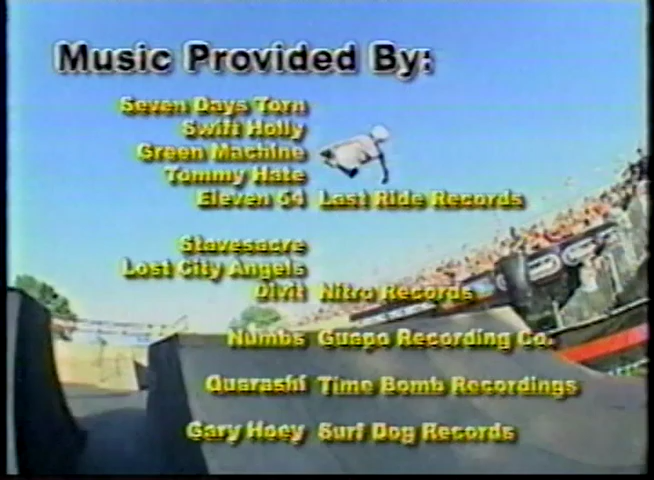 Music Provided By:
Seven Days Torn
Swift Holly
Green Machine
Tommy Hate
Eleven 64 Last Ride Records
Stavesacre
Lost City Angels
Divit Nitro Records
Numbs Guapo Recording Co.
Quarashi Time Bomb Recordings
Gary Hoey Surf Dog Records